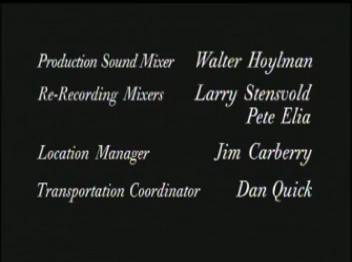 Production Sound Mixer Walter Hoylman
Re-Recording Mixers Larry Stensvold
Pete Elia
Location Manager Jim Carberry
Transportation Coordinator Dan Quick